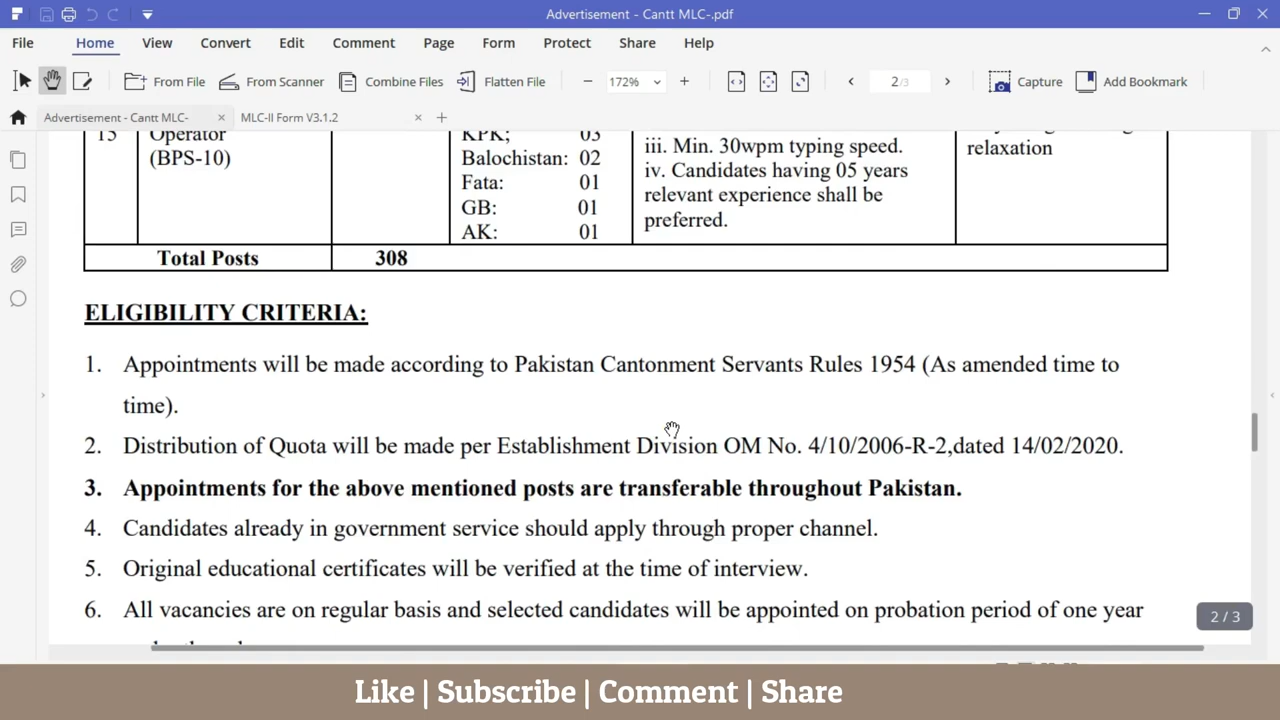 Advertisement - Cantt MLC-.pdf
File Home View Convert Edit Comment Page Form Protect Share Help
From File From Scanner Combine Files Flatten File 172% 2/3 Capture Add Bookmark
Advertisement - Cantt MLC- MLC-II Form V3.1.2
15 Operator KPK; 03
(BPS-10) Balochistan: 02
Fata: 01
GB: 01
AK: 01
iii. Min. 30wpm typing speed.
iv. Candidates having 05 years
relevant experience shall be
preferred.
relaxation
Total Posts 308
ELIGIBILITY CRITERIA:
1. Appointments will be made according to Pakistan Cantonment Servants Rules 1954 (As amended time to
time).
2. Distribution of Quota will be made per Establishment Division OM No. 4/10/2006-R-2,dated 14/02/2020.
3. Appointments for the above mentioned posts are transferable throughout Pakistan.
4. Candidates already in government service should apply through proper channel.
5. Original educational certificates will be verified at the time of interview.
6. All vacancies are on regular basis and selected candidates will be appointed on probation period of one year
2 / 3
Like | Subscribe | Comment | Share